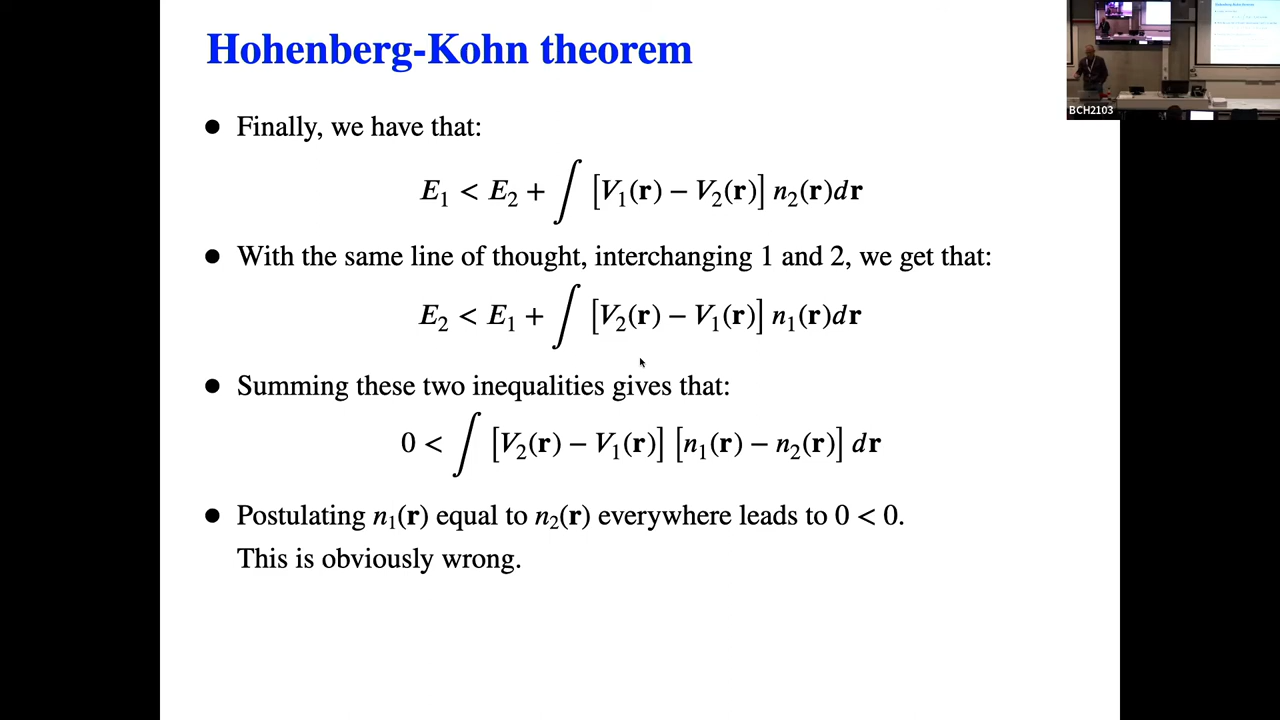 Hohenberg-Kohn theorem
● Finally, we have that:
E₁ < E₂ + ∫ [V₁(r) − V₂(r)] n₂(r)dr
● With the same line of thought, interchanging 1 and 2, we get that:
E₂ < E₁ + ∫ [V₂(r) − V₁(r)] n₁(r)dr
● Summing these two inequalities gives that:
0 < ∫ [V₂(r) − V₁(r)] [n₁(r) − n₂(r)] dr
● Postulating n₁(r) equal to n₂(r) everywhere leads to 0 < 0.
This is obviously wrong.
BCH2103